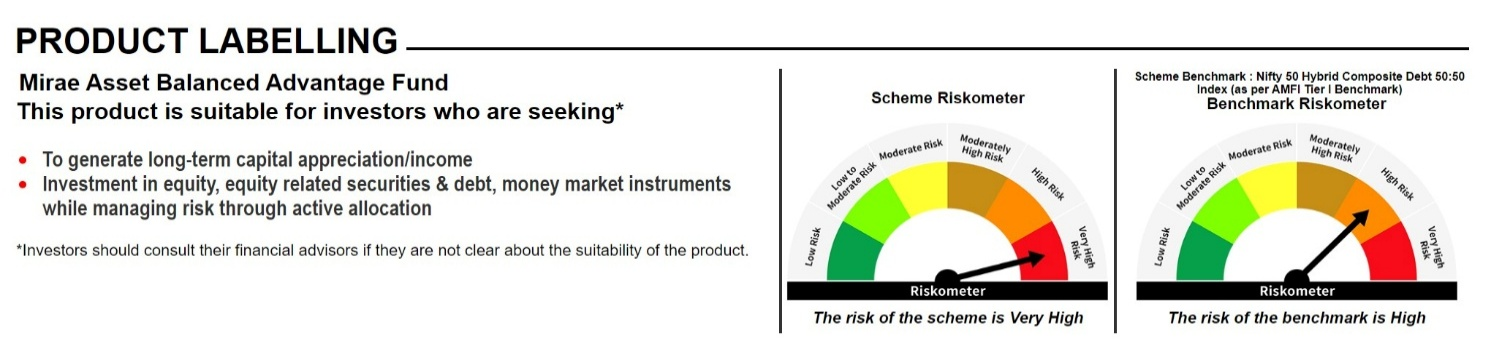 PRODUCT LABELLING
Mirae Asset Balanced Advantage Fund
This product is suitable for investors who are seeking*
• To generate long-term capital appreciation/income
• Investment in equity, equity related securities & debt, money market instruments
while managing risk through active allocation
*Investors should consult their financial advisors if they are not clear about the suitability of the product.
Scheme Riskometer
Low Risk
Low to
Moderate Risk
Moderate Risk
Moderately
High Risk
High Risk
Very High
Risk
Riskometer
The risk of the scheme is Very High
Scheme Benchmark : Nifty 50 Hybrid Composite Debt 50:50
Index (as per AMFI Tier I Benchmark)
Benchmark Riskometer
Low Risk
Low to
Moderate Risk
Moderate Risk
Moderately
High Risk
High Risk
Very High
Risk
Riskometer
The risk of the benchmark is High